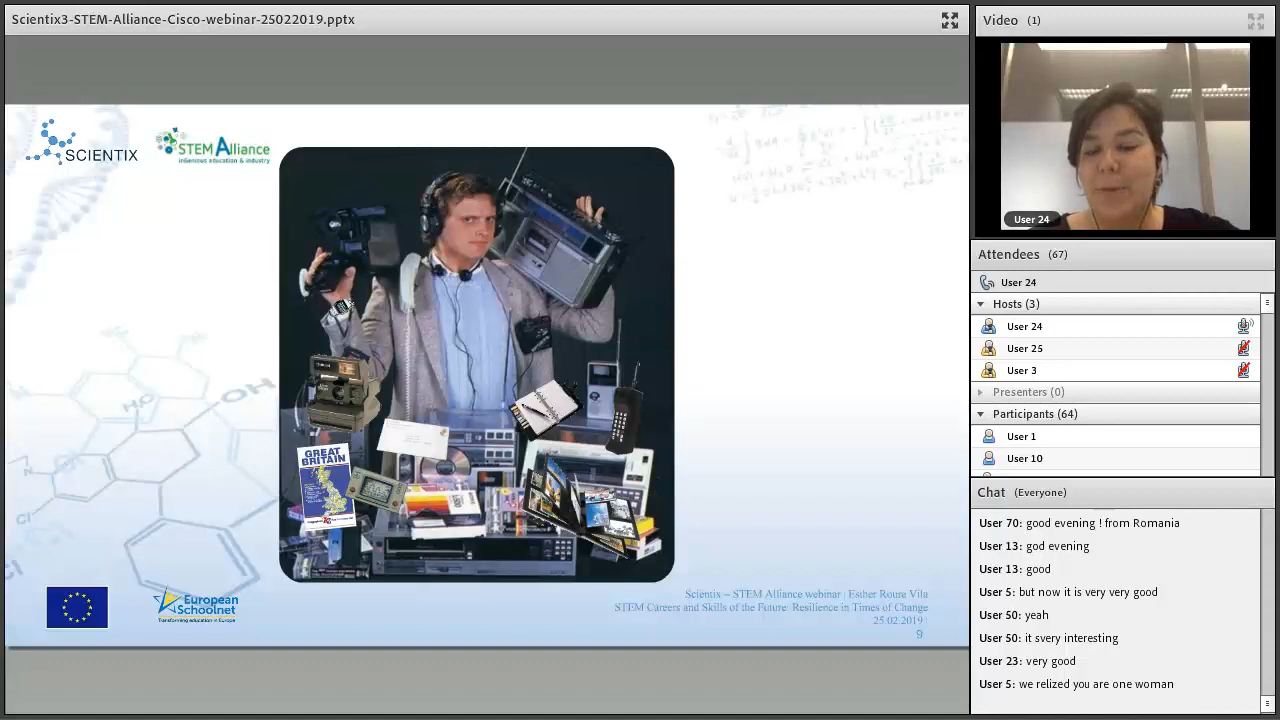 Scientix3-STEM-Alliance-Cisco-webinar-25022019.pptx
SCIENTIX
STEM Alliance
inGenious education & industry
GREAT
BRITAIN
HO
OH
Cl
N
European
Schoolnet
Transforming education in Europe
Scientix – STEM Alliance webinar | Esther Roure Vila
STEM Careers and Skills of the Future: Resilience in Times of Change
25.02.2019 |
9
Video (1)
User 24
Attendees (67)
User 24
Hosts (3)
User 24
User 25
User 3
Presenters (0)
Participants (64)
User 1
User 10
Chat (Everyone)
User 70: good evening ! from Romania
User 13: god evening
User 13: good
User 5: but now it is very very good
User 50: yeah
User 50: it svery interesting
User 23: very good
User 5: we relized you are one woman